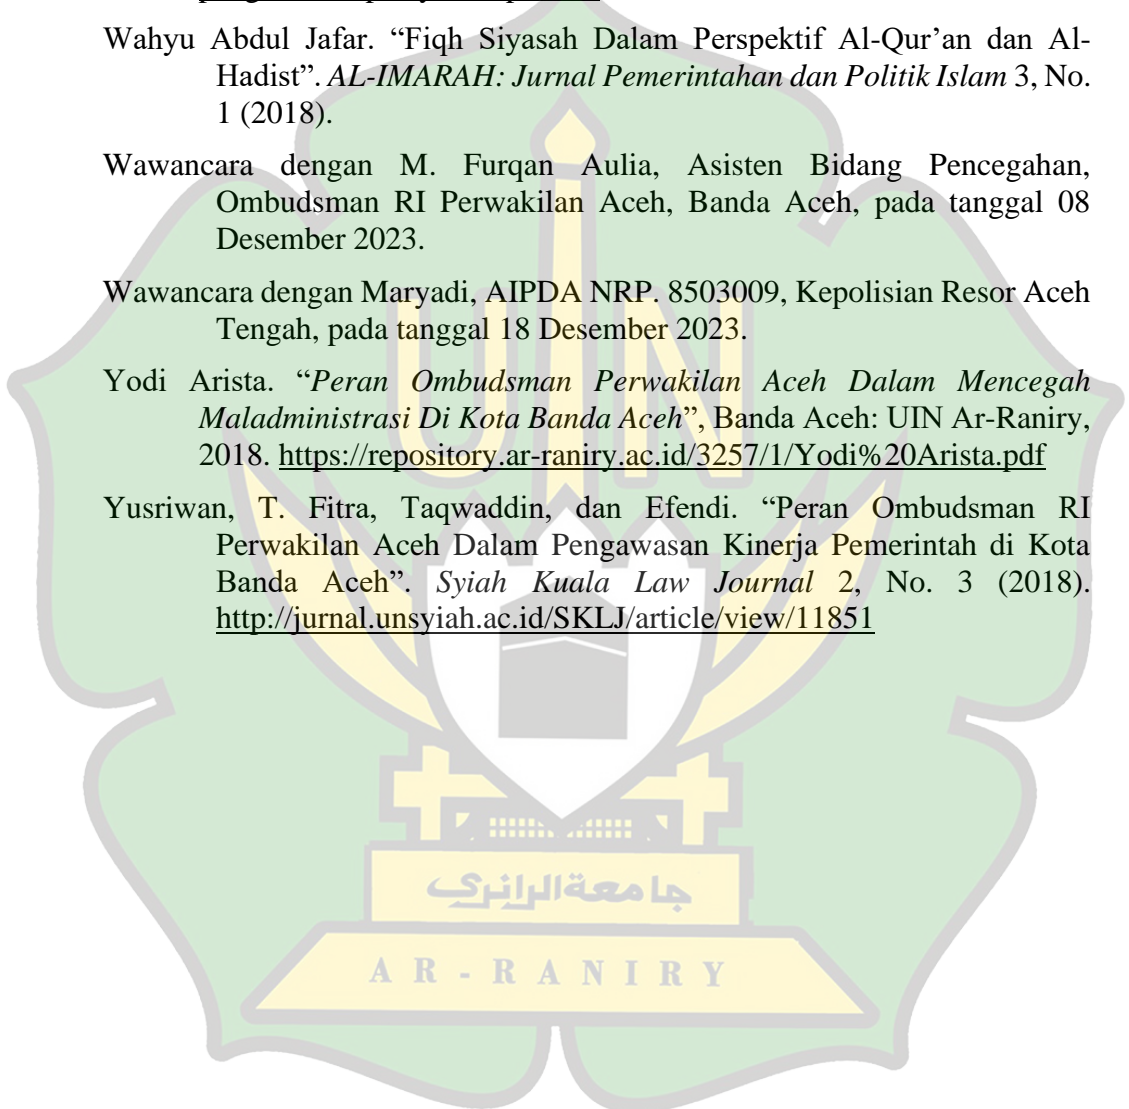 Wahyu Abdul Jafar. “Fiqh Siyasah Dalam Perspektif Al-Qur’an dan Al-
Hadist”. AL-IMARAH: Jurnal Pemerintahan dan Politik Islam 3, No.
1 (2018).
Wawancara dengan M. Furqan Aulia, Asisten Bidang Pencegahan,
Ombudsman RI Perwakilan Aceh, Banda Aceh, pada tanggal 08
Desember 2023.
Wawancara dengan Maryadi, AIPDA NRP. 8503009, Kepolisian Resor Aceh
Tengah, pada tanggal 18 Desember 2023.
Yodi Arista. “Peran Ombudsman Perwakilan Aceh Dalam Mencegah
Maladministrasi Di Kota Banda Aceh”, Banda Aceh: UIN Ar-Raniry,
2018. https://repository.ar-raniry.ac.id/3257/1/Yodi%20Arista.pdf
Yusriwan, T. Fitra, Taqwaddin, dan Efendi. “Peran Ombudsman RI
Perwakilan Aceh Dalam Pengawasan Kinerja Pemerintah di Kota
Banda Aceh”. Syiah Kuala Law Journal 2, No. 3 (2018).
http://jurnal.unsyiah.ac.id/SKLJ/article/view/11851
UIN
جامعةالرانري
AR-RANIRY